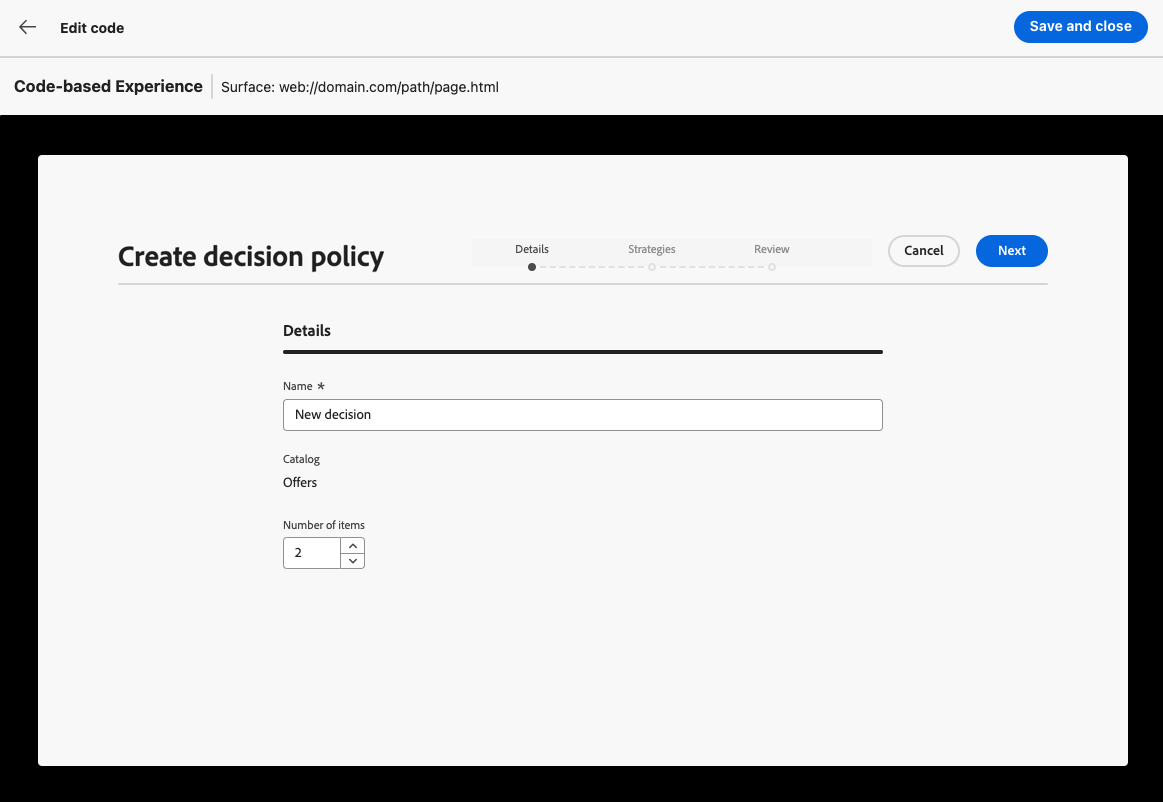 Edit code
Save and close
Code-based Experience
Surface: web://domain.com/path/page.html
Create decision policy
Details
Strategies
Review
Cancel
Next
Details
Name *
New decision
Catalog
Offers
Number of items
2